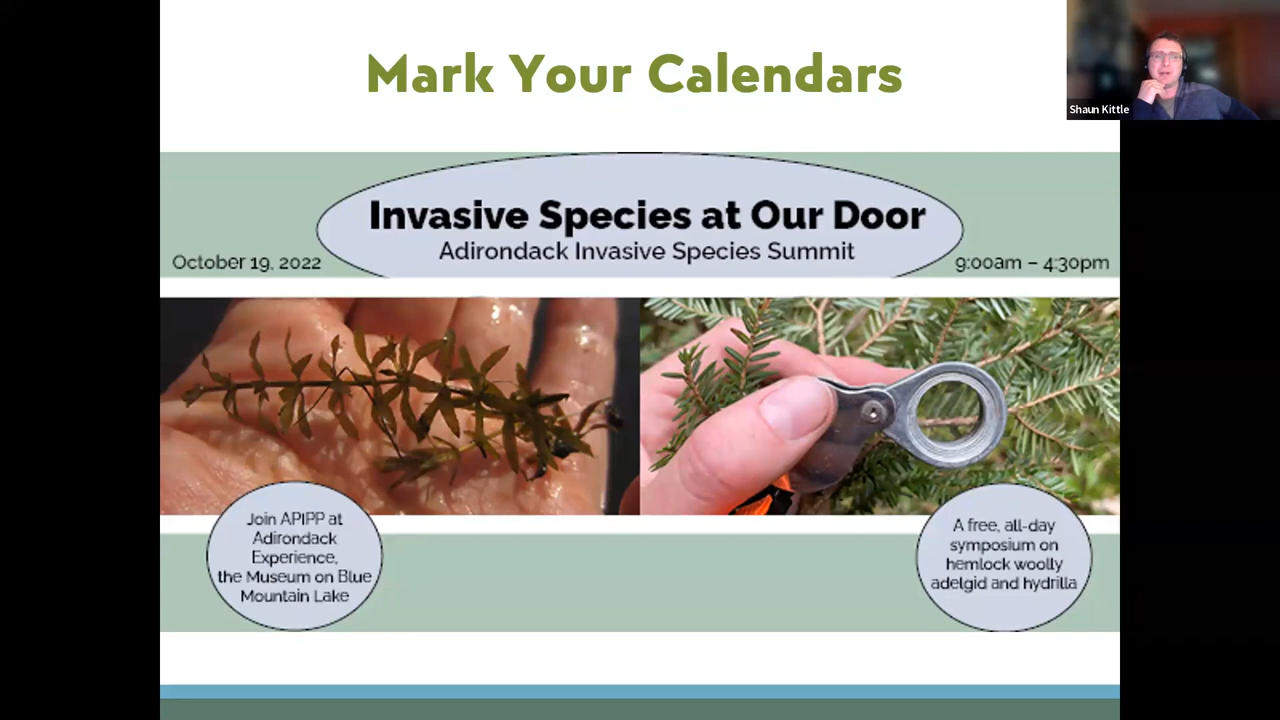 Mark Your Calendars
Shaun Kittle
Invasive Species at Our Door
Adirondack Invasive Species Summit
October 19, 2022
9:00am – 4:30pm
Join APIPP at
Adirondack
Experience,
the Museum on Blue
Mountain Lake
A free, all-day
symposium on
hemlock woolly
adelgid and hydrilla